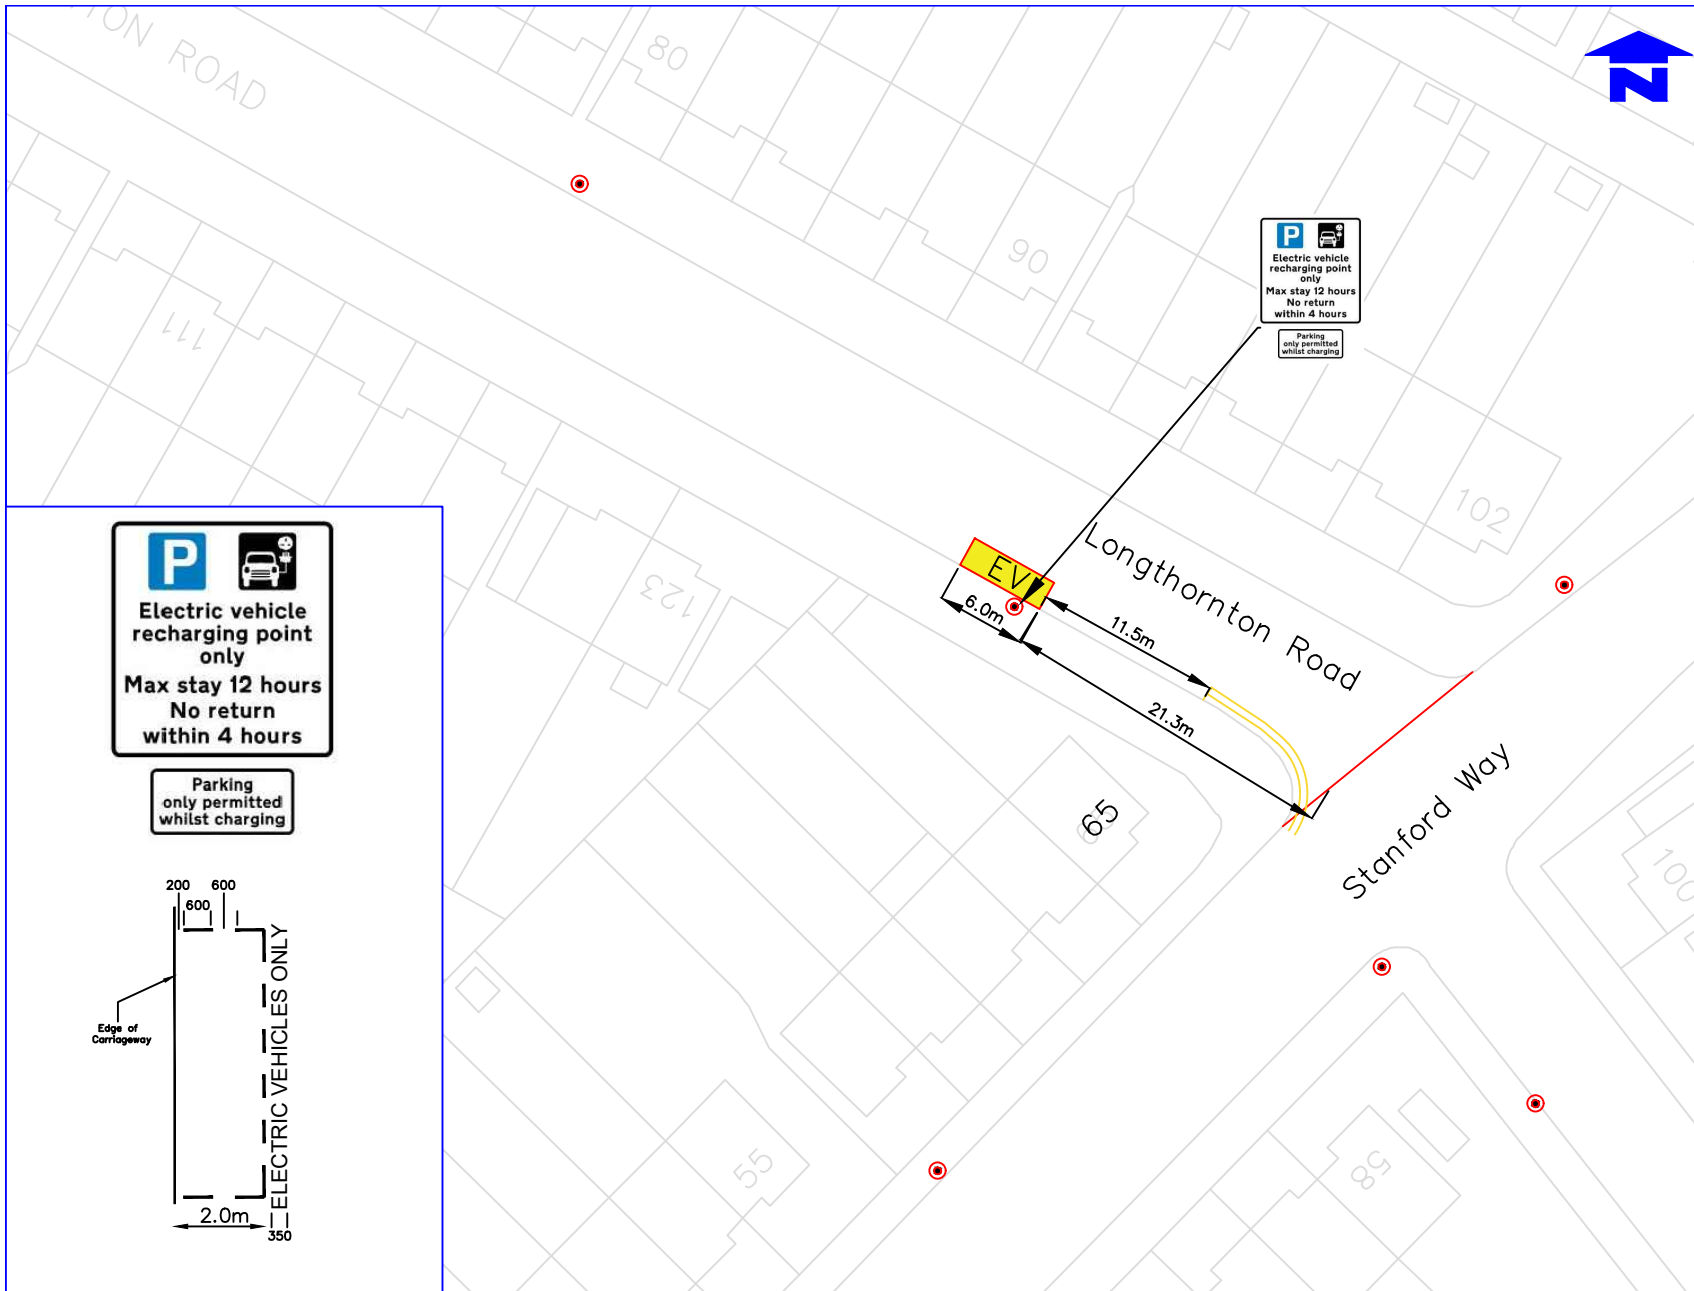 TON ROAD
80
N
90
P
Electric vehicle
recharging point
only
Max stay 12 hours
No return
within 4 hours
Parking
only permitted
whilst charging
111
102
123
EV
Longthornton Road
6.0m
11.5m
21.3m
65
Stanford Way
100
55
58
P
Electric vehicle
recharging point
only
Max stay 12 hours
No return
within 4 hours
Parking
only permitted
whilst charging
200
600
600
ELECTRIC VEHICLES ONLY
Edge of
Carriageway
2.0m
350